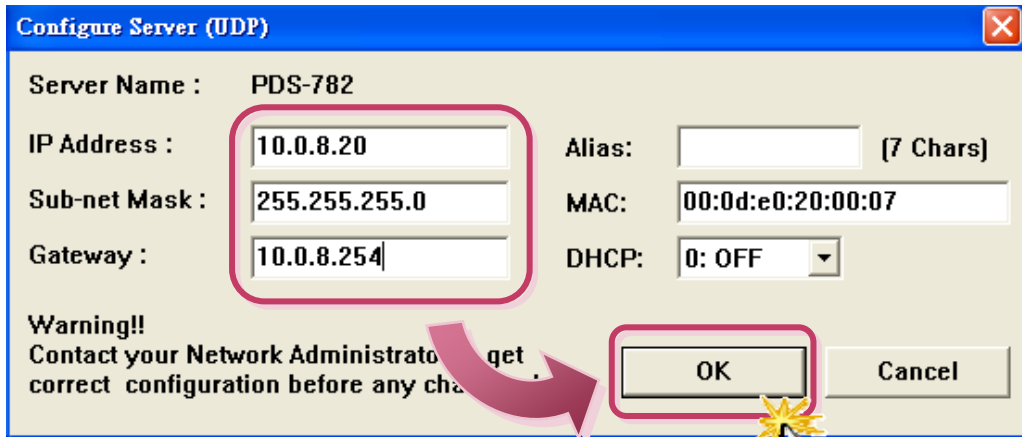 Configure Server (UDP)
Server Name : PDS-782
IP Address : 10.0.8.20 Alias: (7 Chars)
Sub-net Mask : 255.255.255.0 MAC: 00:0d:e0:20:00:07
Gateway : 10.0.8.254 DHCP: 0: OFF
Warning!!
Contact your Network Administrato get
correct configuration before any cha
OK Cancel